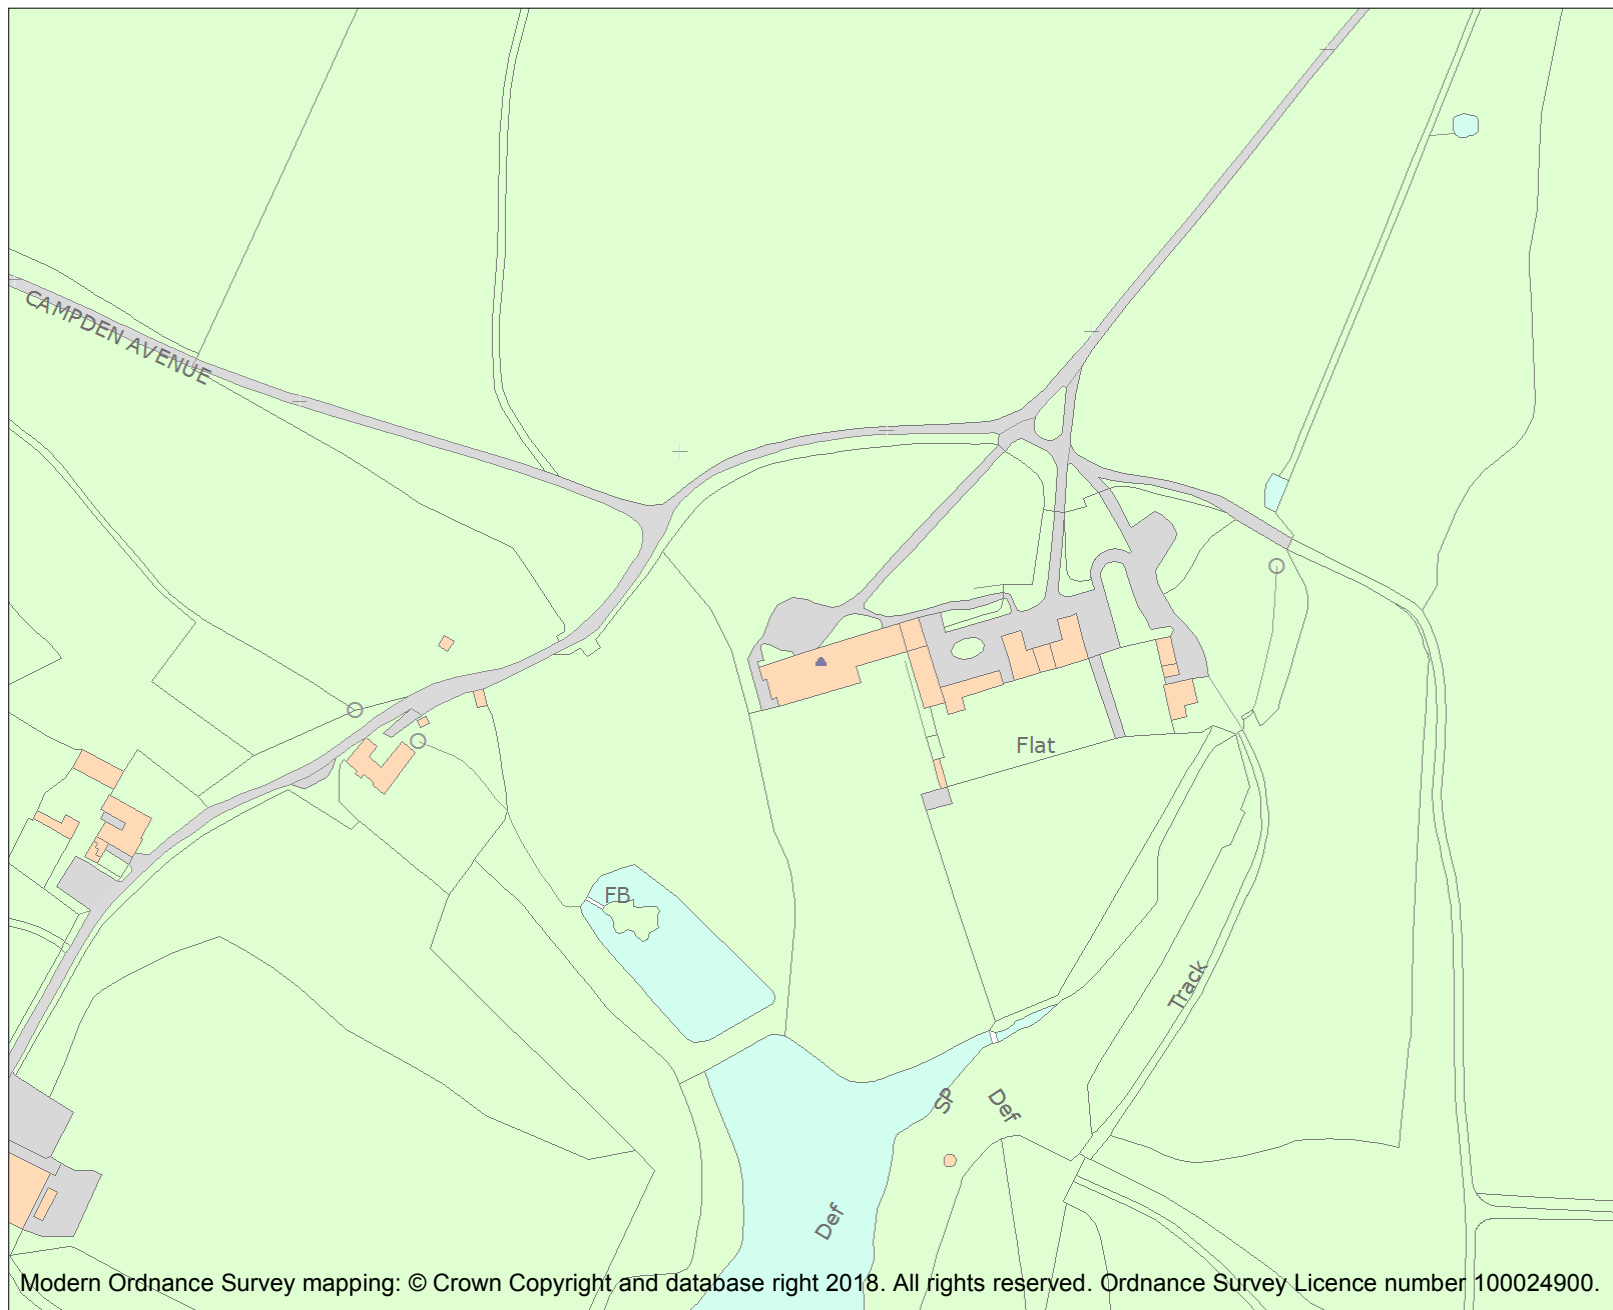 CAMPDEN AVENUE
Flat
FB
Track
SP
Def
Def
Modern Ordnance Survey mapping: © Crown Copyright and database right 2018. All rights reserved. Ordnance Survey Licence number 100024900.